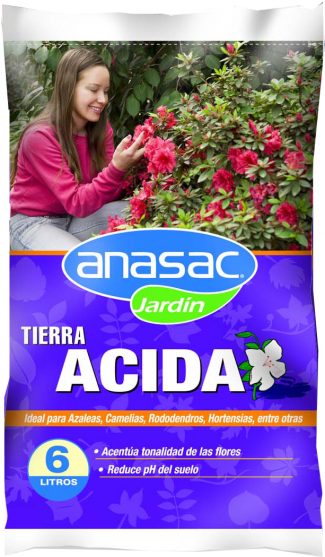 anasac
Jardín
TIERRA
ACIDA
Ideal para Azaleas, Camelias, Rododendros, Hortensias, entre otras
6
LITROS
• Acentúa tonalidad de las flores
• Reduce pH del suelo